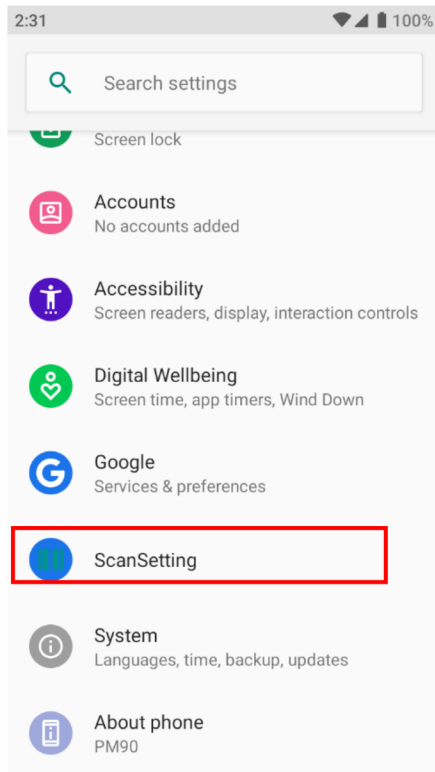 2:31
100%
Search settings
Screen lock
Accounts
No accounts added
Accessibility
Screen readers, display, interaction controls
Digital Wellbeing
Screen time, app timers, Wind Down
Google
Services & preferences
ScanSetting
System
Languages, time, backup, updates
About phone
PM90